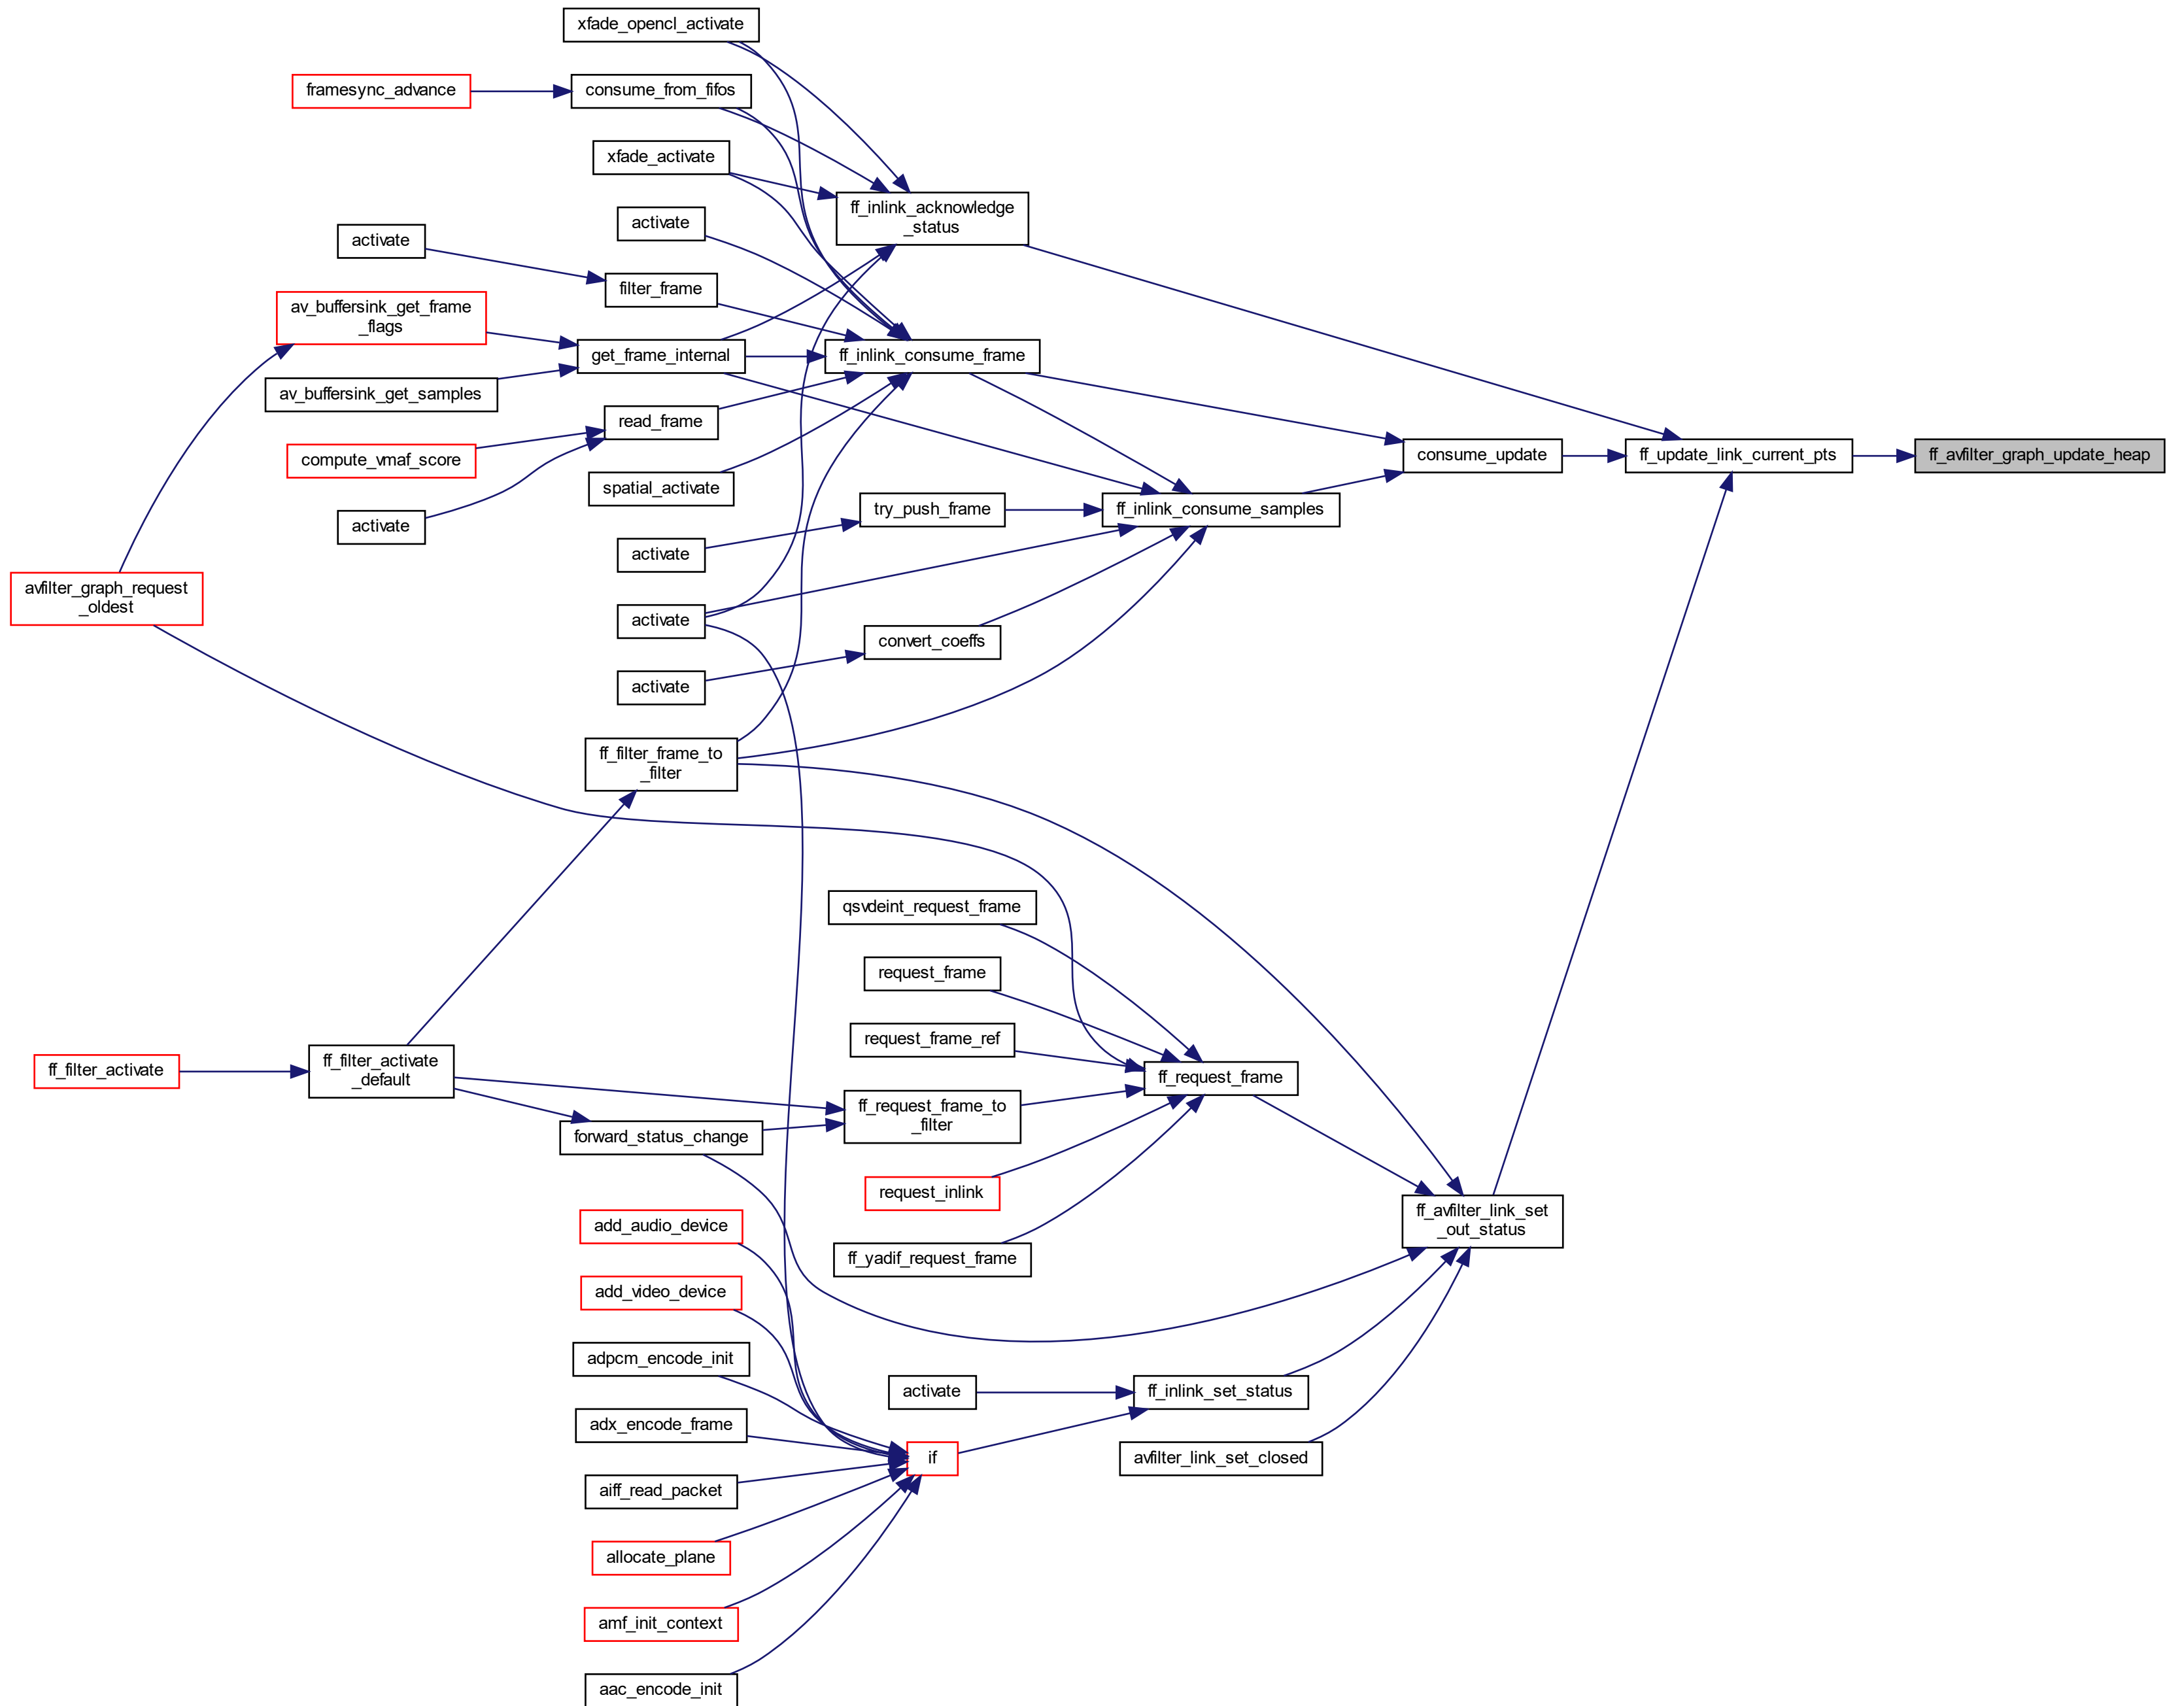 xfade_opencl_activate
framesync_advance
consume_from_fifos
xfade_activate
ff_inlink_acknowledge
_status
activate
activate
filter_frame
av_buffersink_get_frame
_flags
get_frame_internal
ff_inlink_consume_frame
av_buffersink_get_samples
read_frame
compute_vmaf_score
consume_update
ff_update_link_current_pts
ff_avfilter_graph_update_heap
spatial_activate
try_push_frame
ff_inlink_consume_samples
activate
activate
avfilter_graph_request
_oldest
activate
convert_coeffs
activate
ff_filter_frame_to
_filter
qsvdeint_request_frame
request_frame
request_frame_ref
ff_filter_activate
ff_filter_activate
_default
ff_request_frame
ff_request_frame_to
_filter
forward_status_change
request_inlink
ff_avfilter_link_set
_out_status
add_audio_device
ff_yadif_request_frame
add_video_device
adpcm_encode_init
activate
ff_inlink_set_status
adx_encode_frame
if
avfilter_link_set_closed
aiff_read_packet
allocate_plane
amf_init_context
aac_encode_init